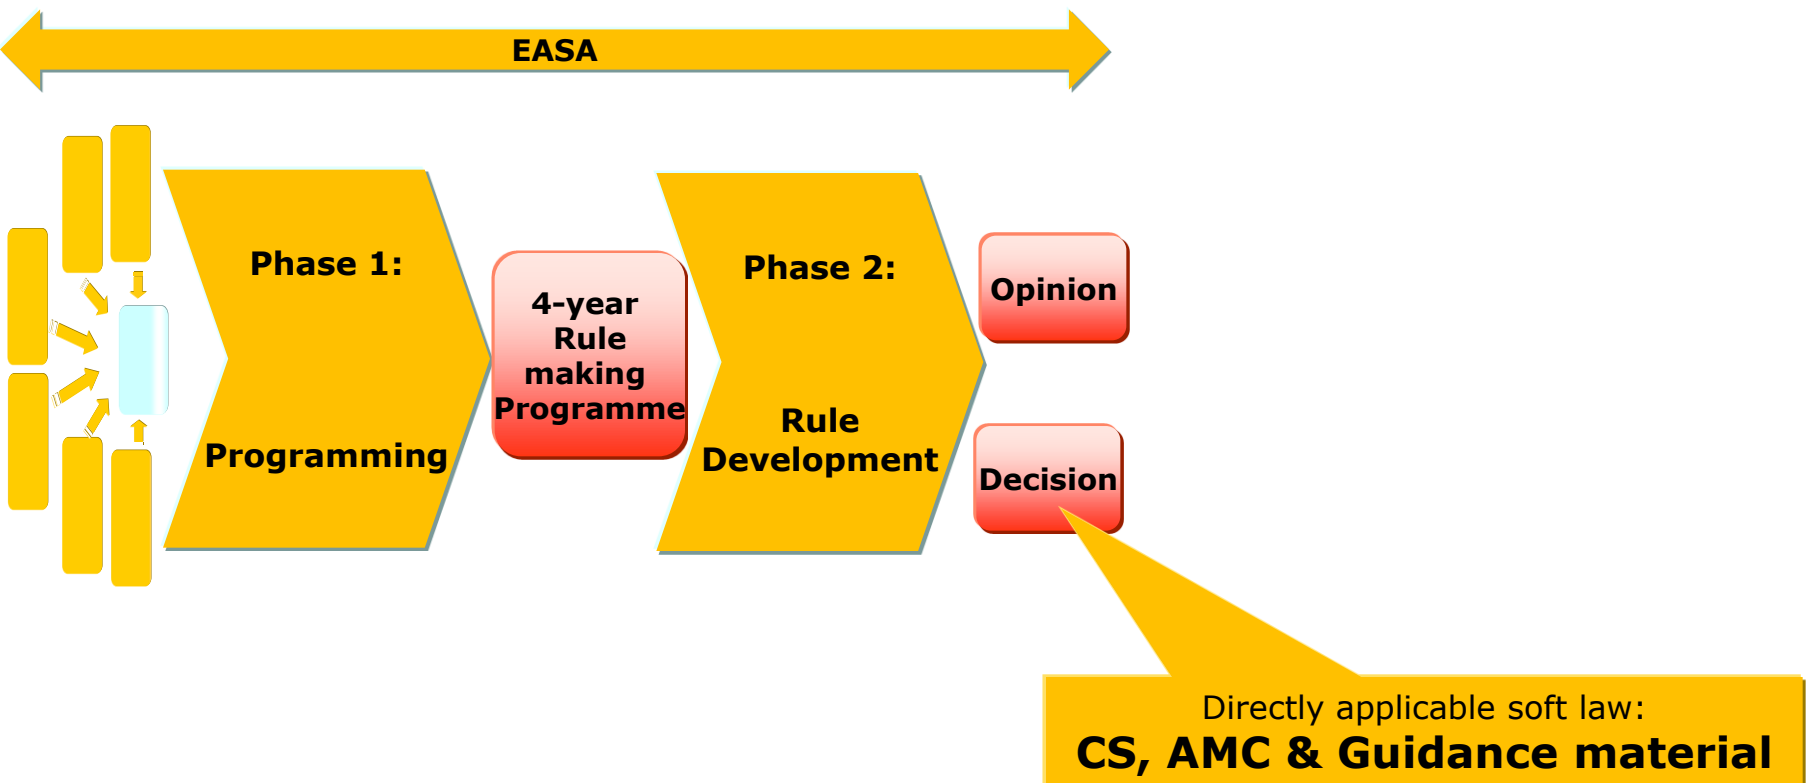 EASA
Phase 1:
Programming
4-year
Rule
making
Programme
Phase 2:
Rule
Development
Opinion
Decision
Directly applicable soft law:
CS, AMC & Guidance material